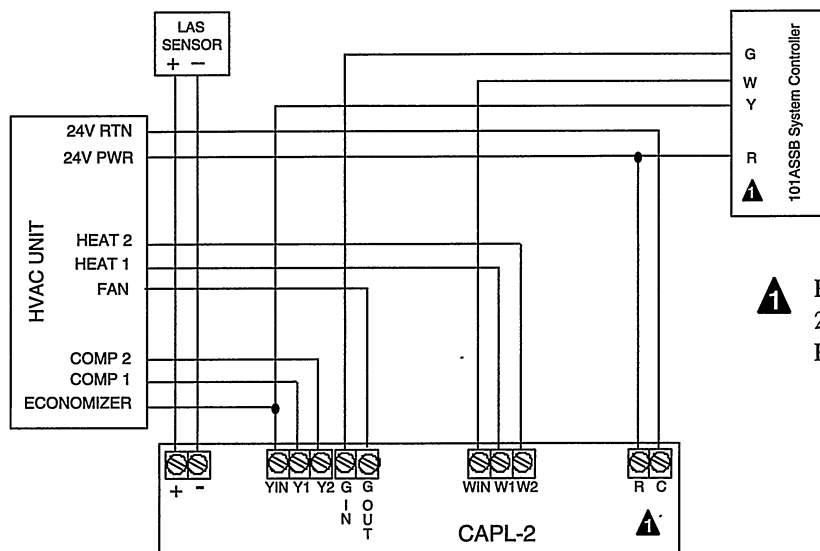 LAS
SENSOR
+ −
G
W
Y
R
1
101ASSB System Controller
HVAC UNIT
24V RTN
24V PWR
HEAT 2
HEAT 1
FAN
COMP 2
COMP 1
ECONOMIZER
1
+ -
YIN Y1 Y2 G IN G OUT
WIN W1 W2
R C
CAPL-2
1